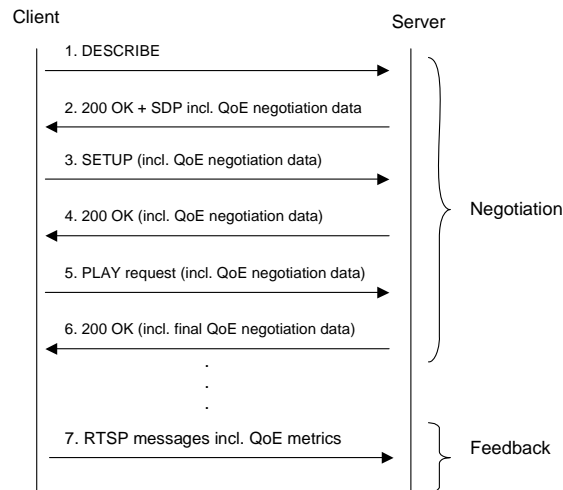 Client
Server
1. DESCRIBE
2. 200 OK + SDP incl. QoE negotiation data
3. SETUP (incl. QoE negotiation data)
4. 200 OK (incl. QoE negotiation data)
Negotiation
5. PLAY request (incl. QoE negotiation data)
6. 200 OK (incl. final QoE negotiation data)
.
.
.
7. RTSP messages incl. QoE metrics
Feedback